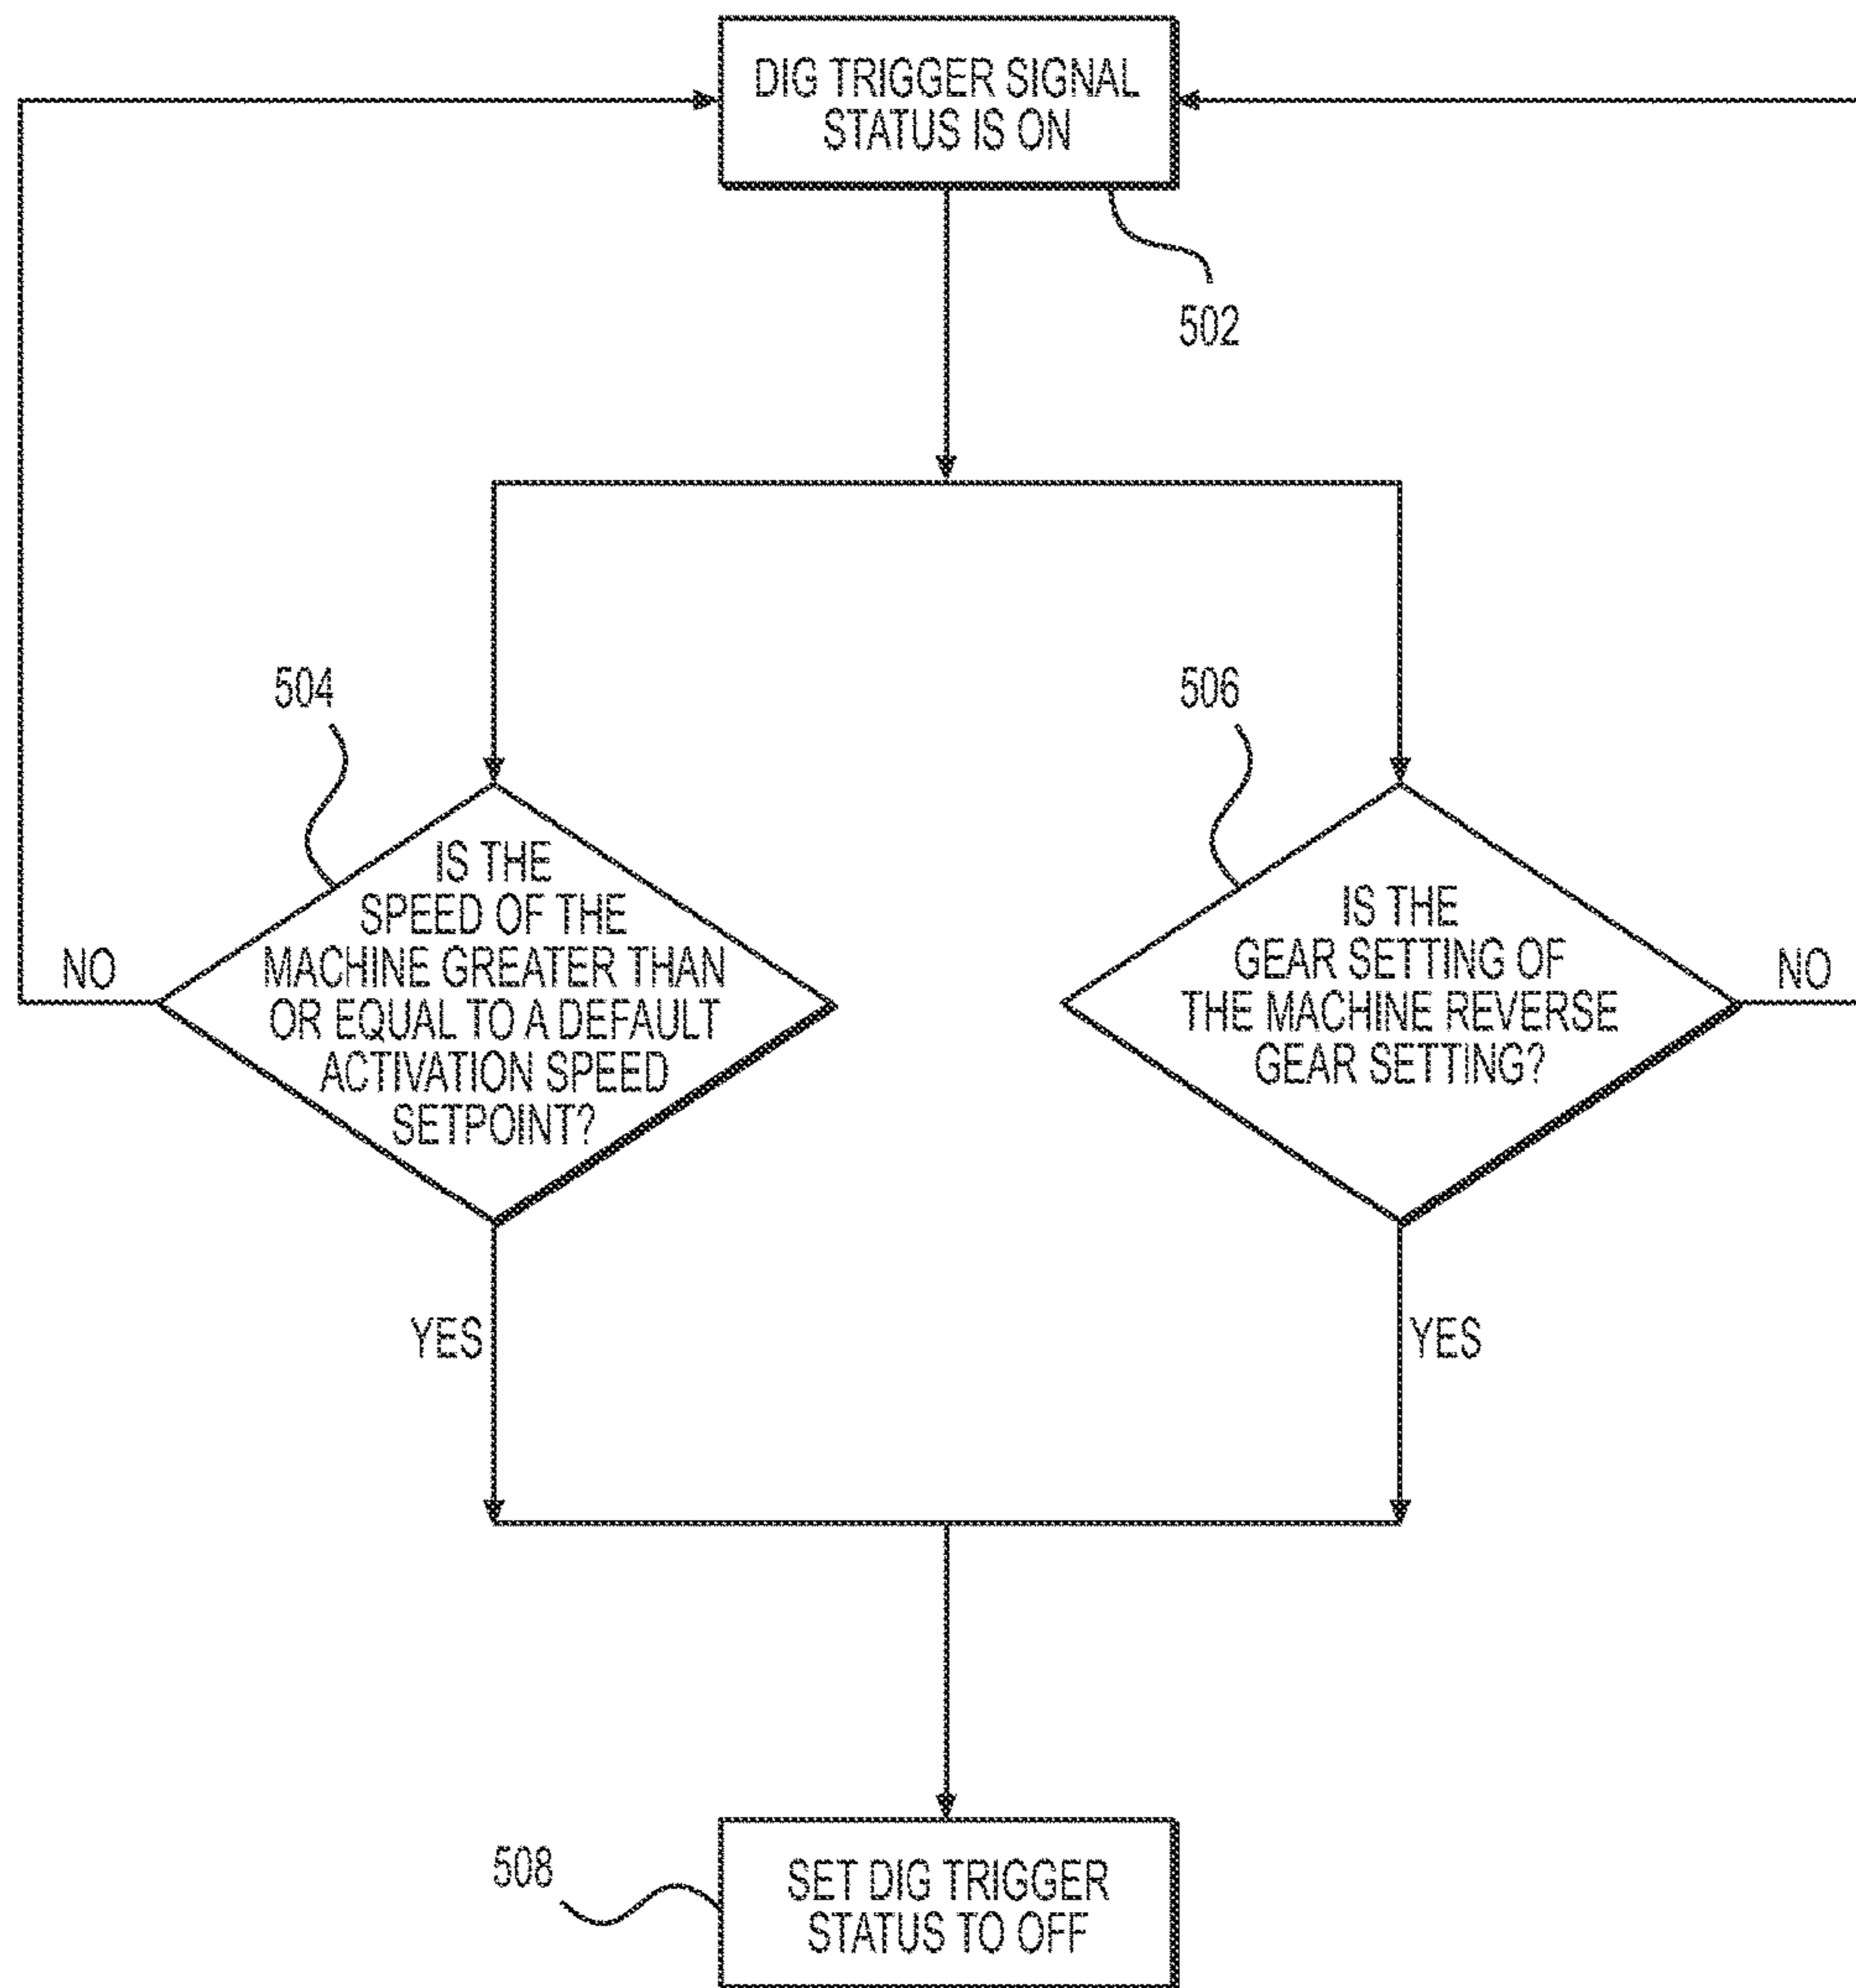 DIG TRIGGER SIGNAL
STATUS IS ON
502
504
506
IS THE
SPEED OF THE
MACHINE GREATER THAN
OR EQUAL TO A DEFAULT
ACTIVATION SPEED
SETPOINT?
NO
IS THE
GEAR SETTING OF
THE MACHINE REVERSE
GEAR SETTING?
NO
YES
YES
508
SET DIG TRIGGER
STATUS TO OFF